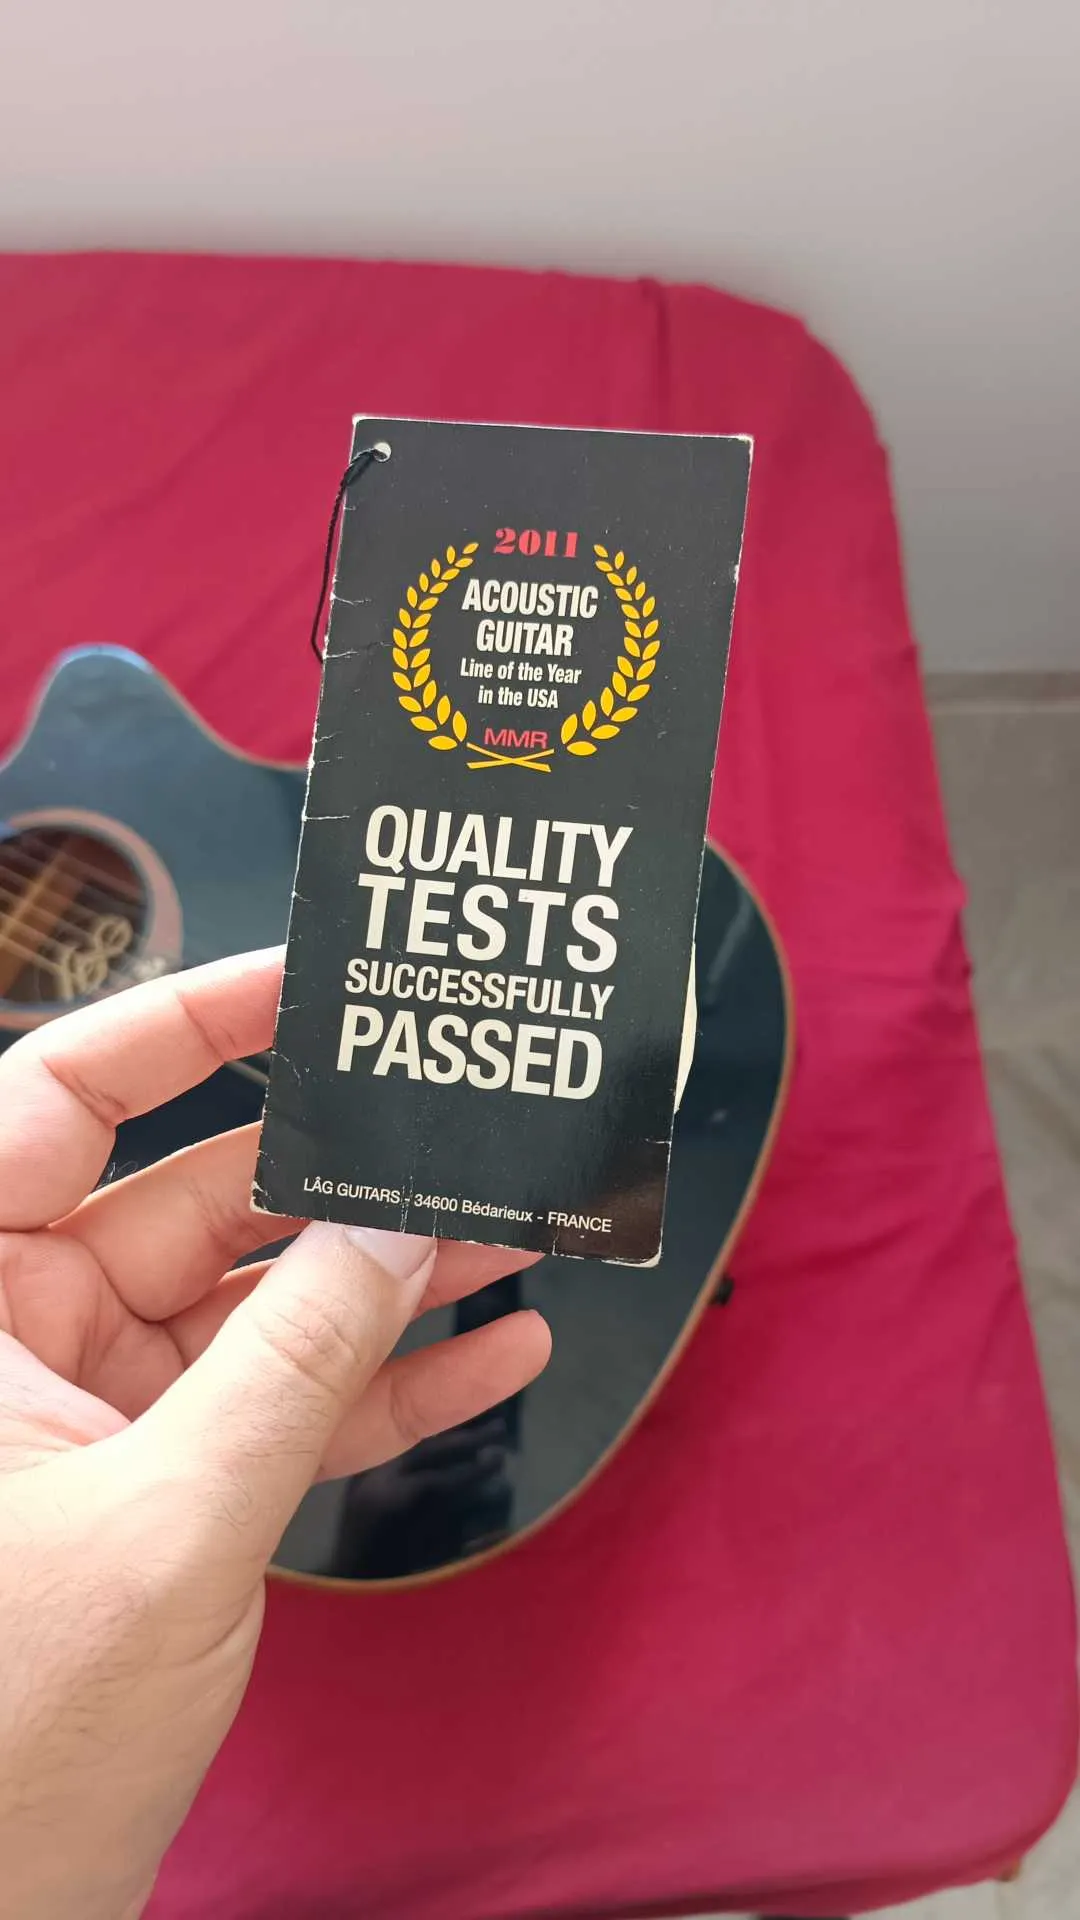 2011
ACOUSTIC
GUITAR
Line of the Year
in the USA
MMR
QUALITY
TESTS
SUCCESSFULLY
PASSED
LÂG GUITARS - 34600 Bédarieux - FRANCE